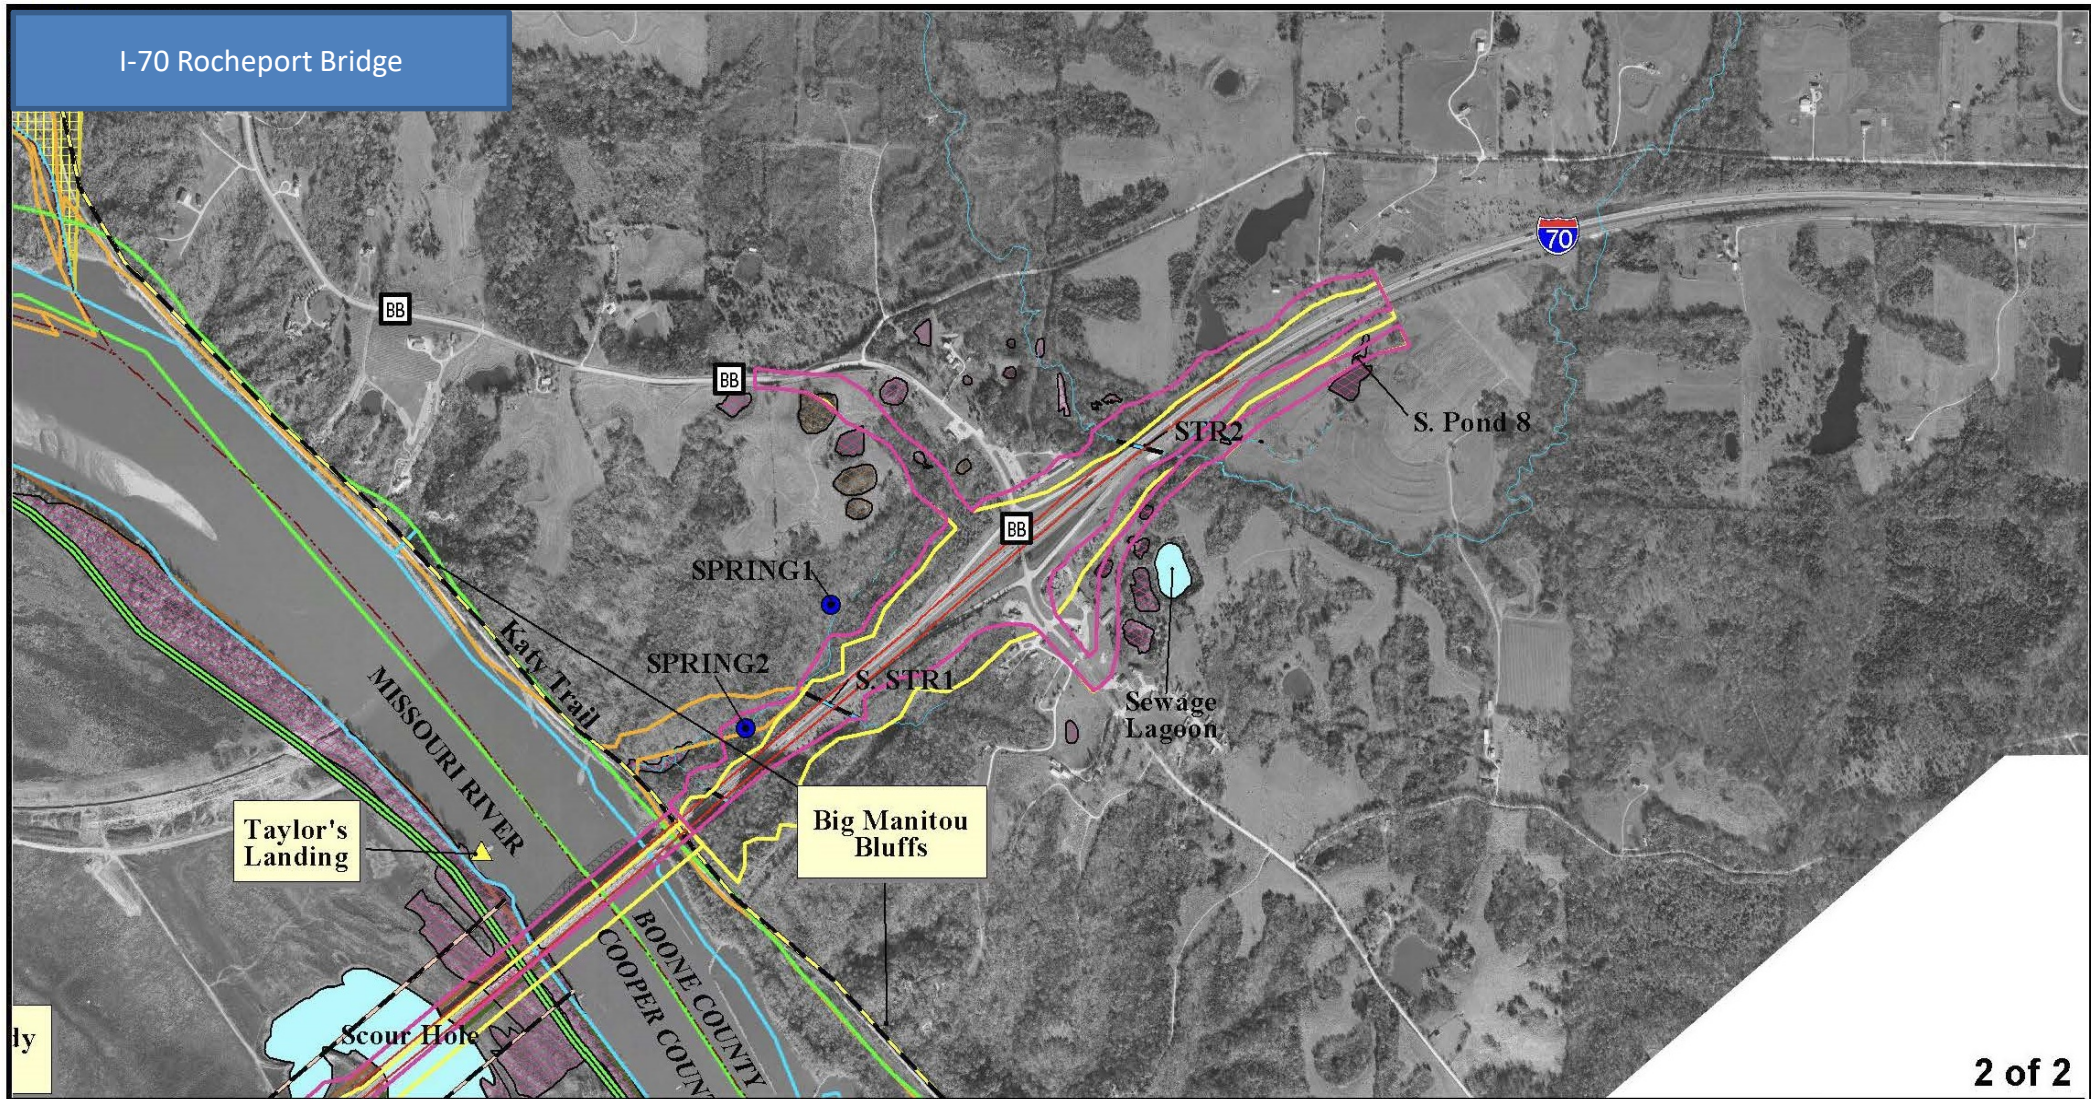 I-70 Rocheport Bridge
70
BB
BB
S. Pond 8
STR2
BB
SPRING1
Katy Trail
SPRING2
S. STR1
MISSOURI RIVER
Sewage
Lagoon
Taylor's
Landing
Big Manitou
Bluffs
BOONE COUNTY
COOPER COUNT
Scour Hole
dy
2 of 2